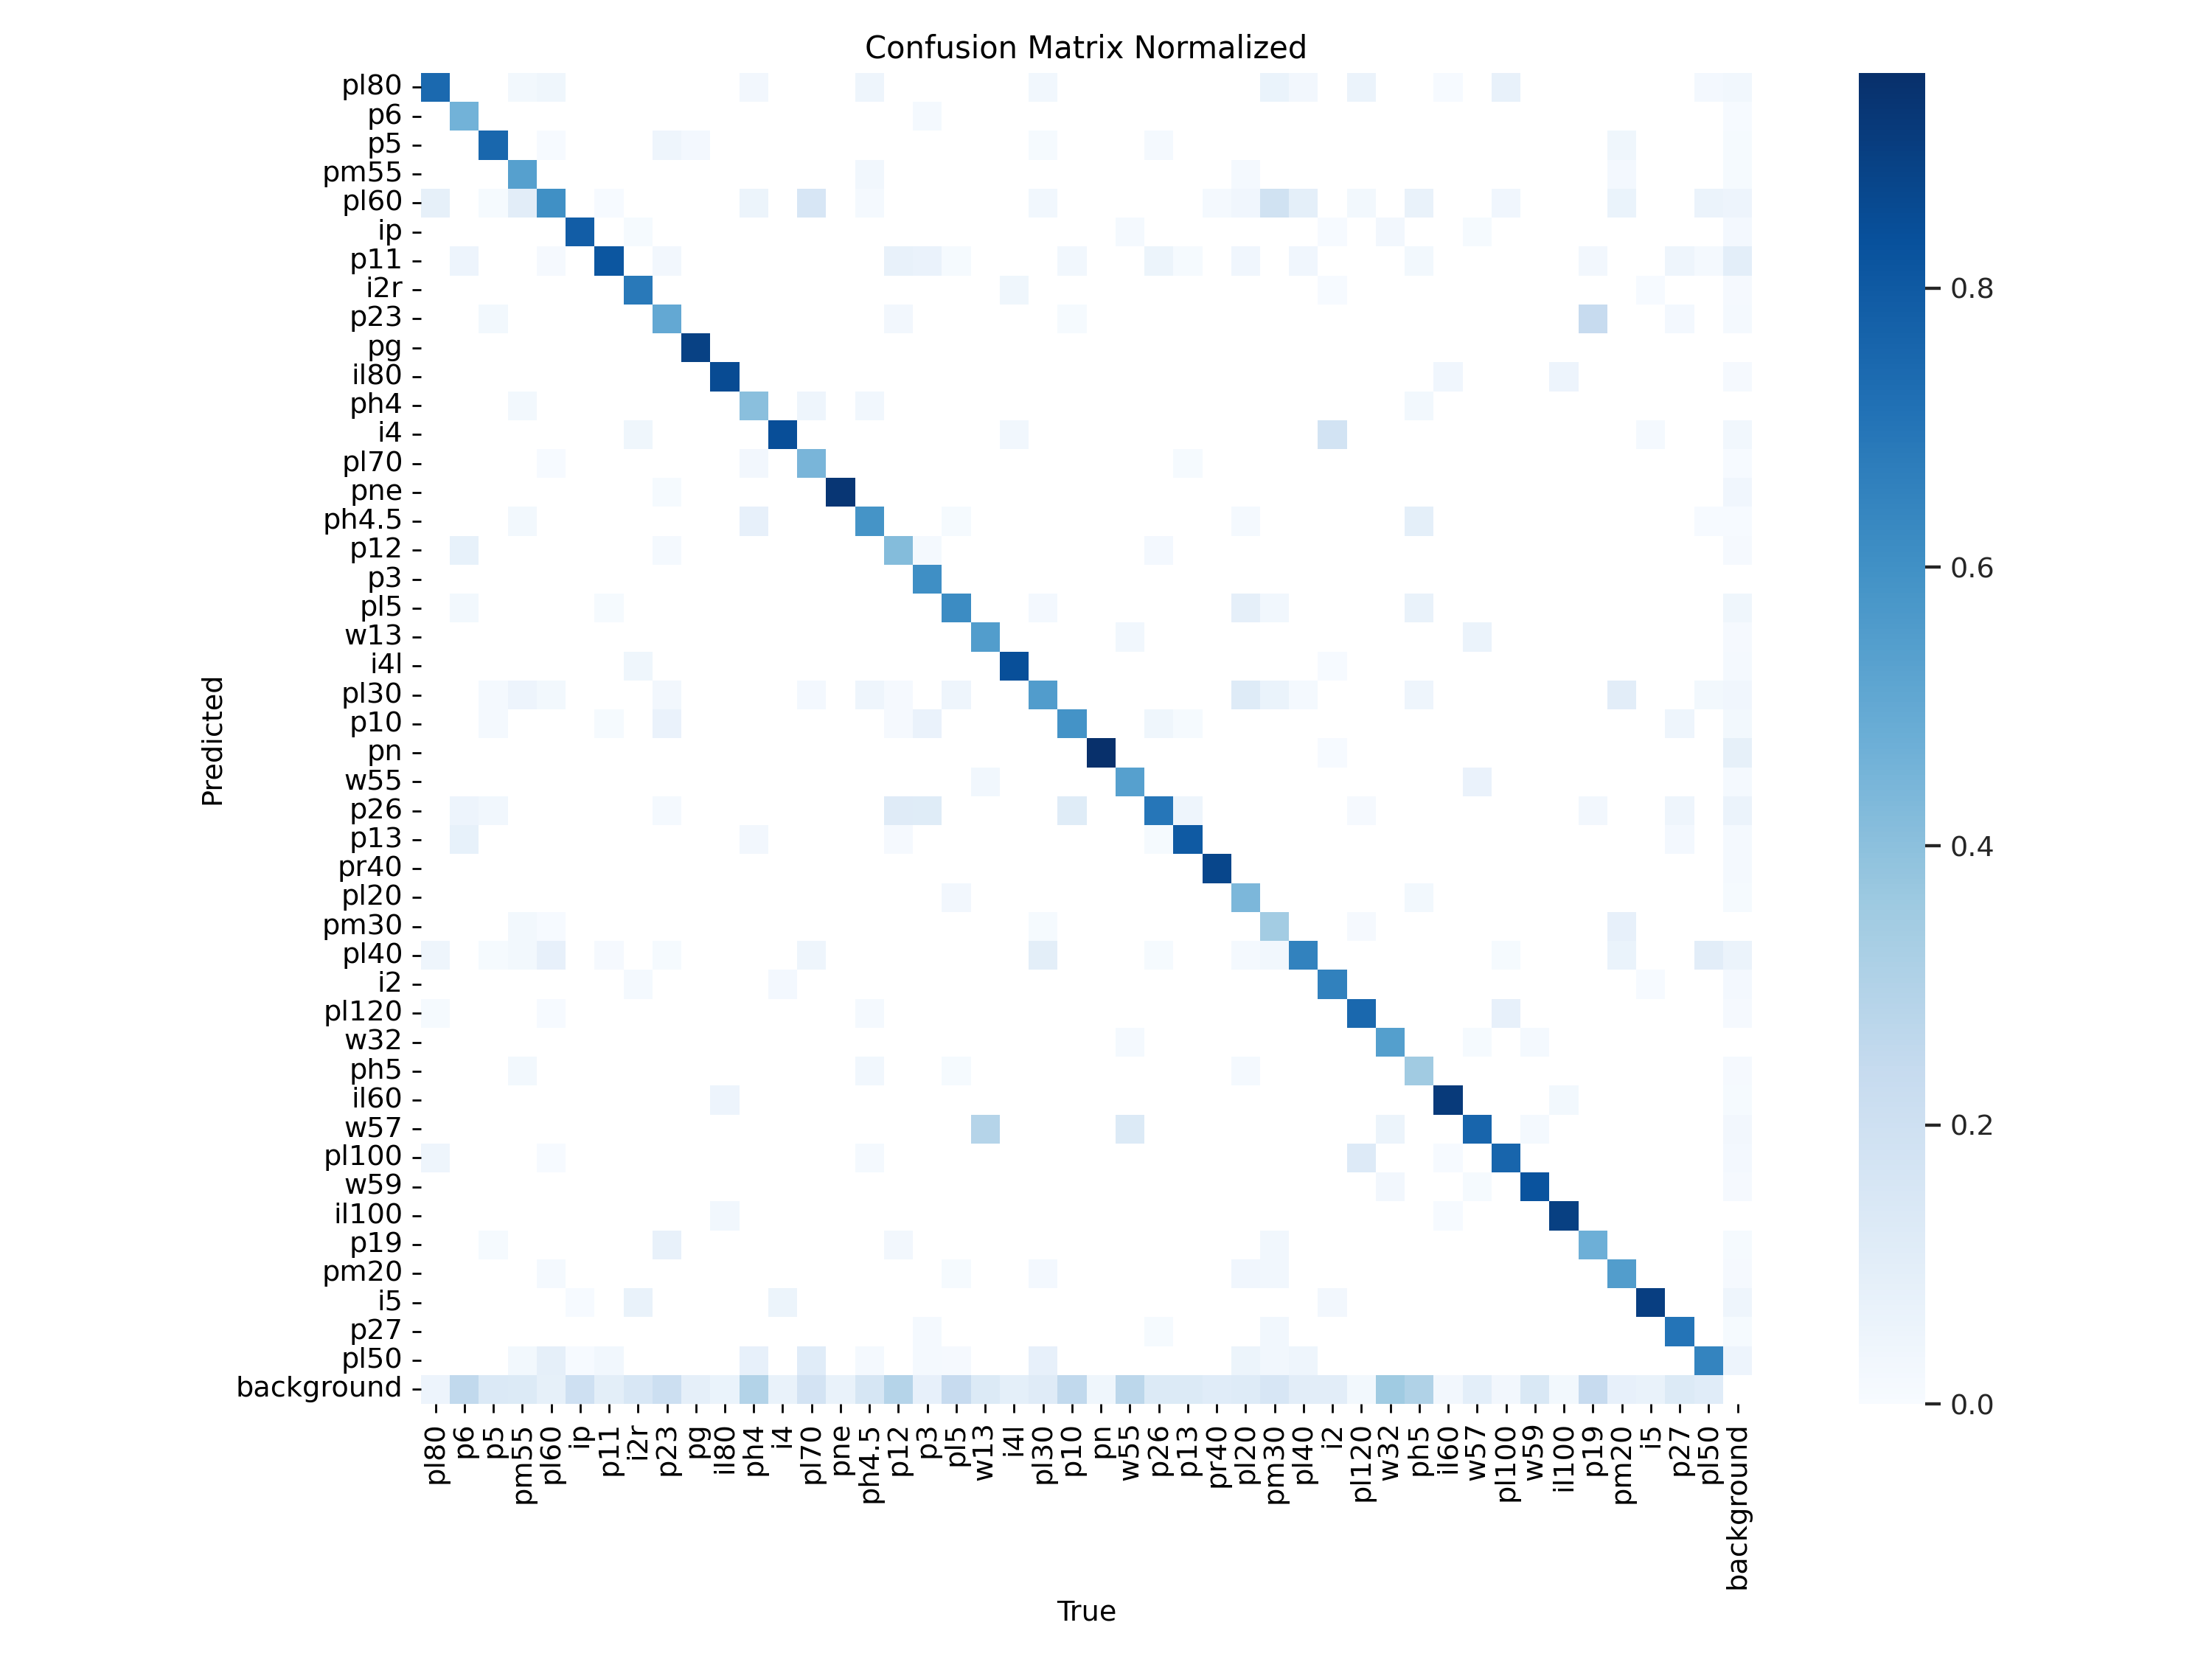 Confusion Matrix Normalized
pl80
p6
p5
pm55
pl60
ip
p11
i2r
p23
pg
il80
ph4
i4
pl70
pne
ph4.5
p12
p3
pl5
w13
i4l
pl30
p10
pn
w55
p26
p13
pr40
pl20
pm30
pl40
i2
pl120
w32
ph5
il60
w57
pl100
w59
il100
p19
pm20
i5
p27
pl50
background
Predicted
pl80 p6 p5 pm55 pl60 ip p11 i2r p23 pg il80 ph4 i4 pl70 pne ph4.5 p12 p3 pl5 w13 i4l pl30 p10 pn w55 p26 p13 pr40 pl20 pm30 pl40 i2 pl120 w32 ph5 il60 w57 pl100 w59 il100 p19 pm20 i5 p27 pl50 background
True
0.8
0.6
0.4
0.2
0.0